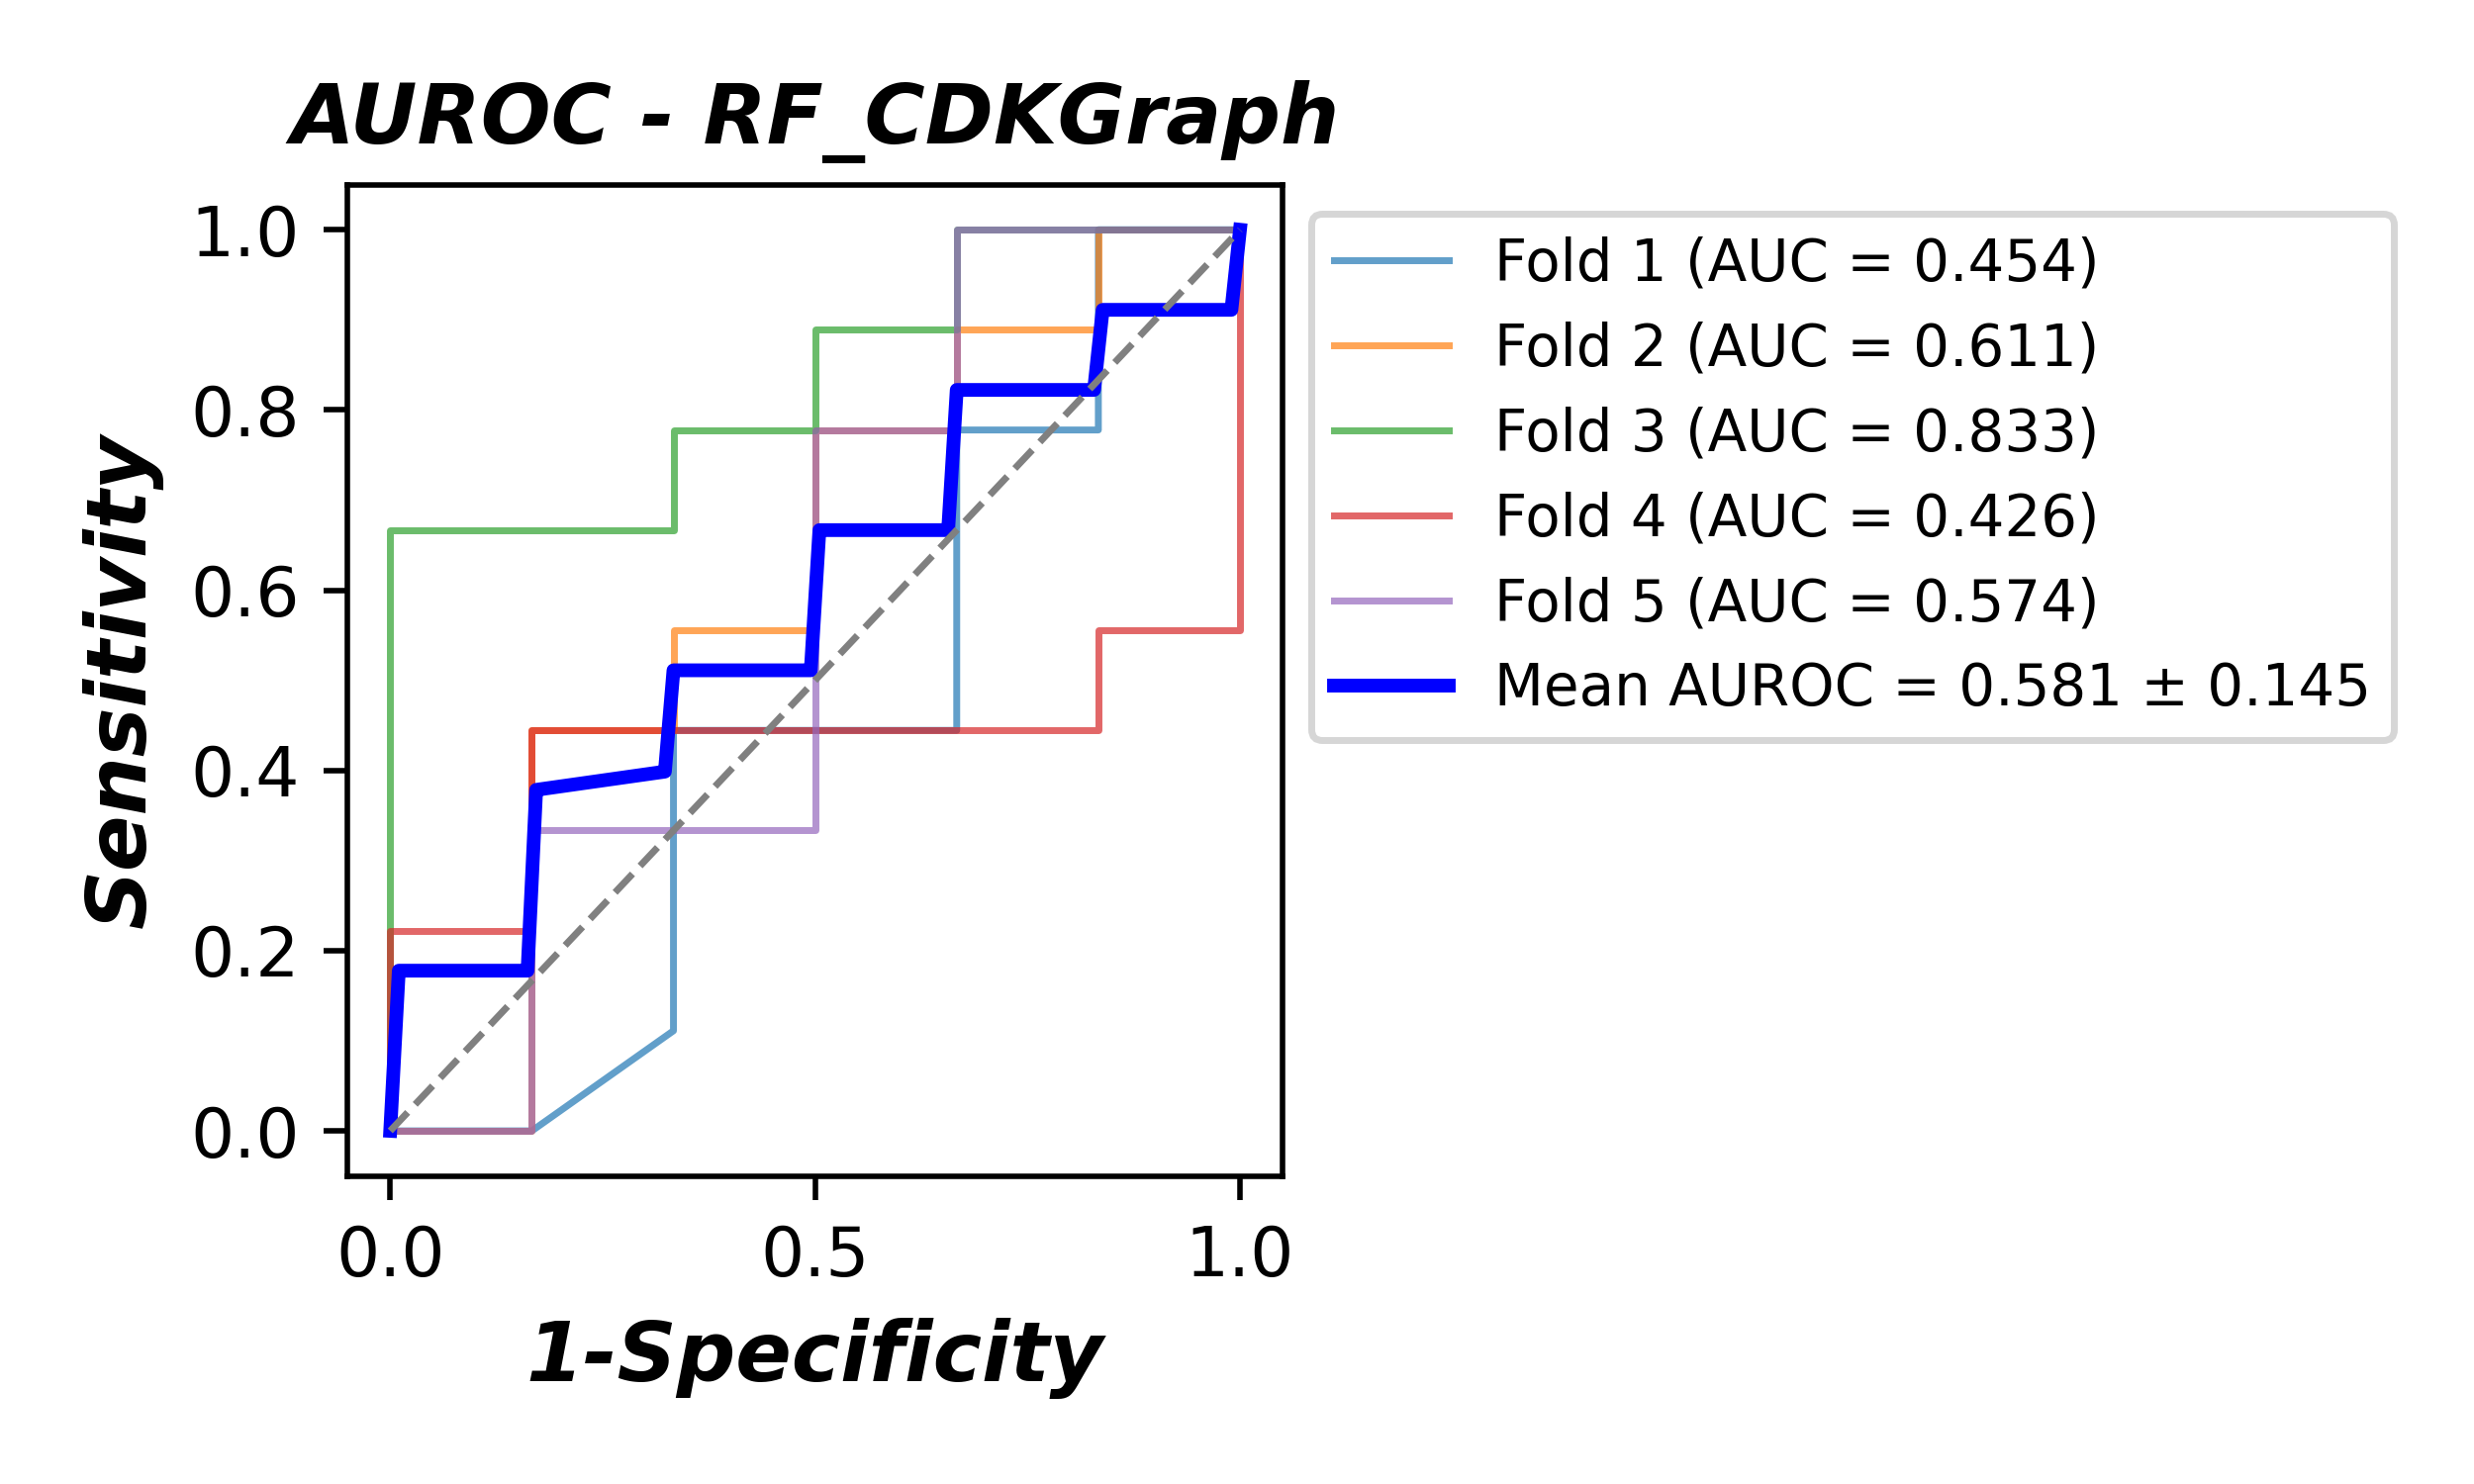 AUROC - RF_CDKGraph
Sensitivity
1.0
0.8
0.6
0.4
0.2
0.0
0.0 0.5 1.0
1-Specificity
Fold 1 (AUC = 0.454)
Fold 2 (AUC = 0.611)
Fold 3 (AUC = 0.833)
Fold 4 (AUC = 0.426)
Fold 5 (AUC = 0.574)
Mean AUROC = 0.581 ± 0.145